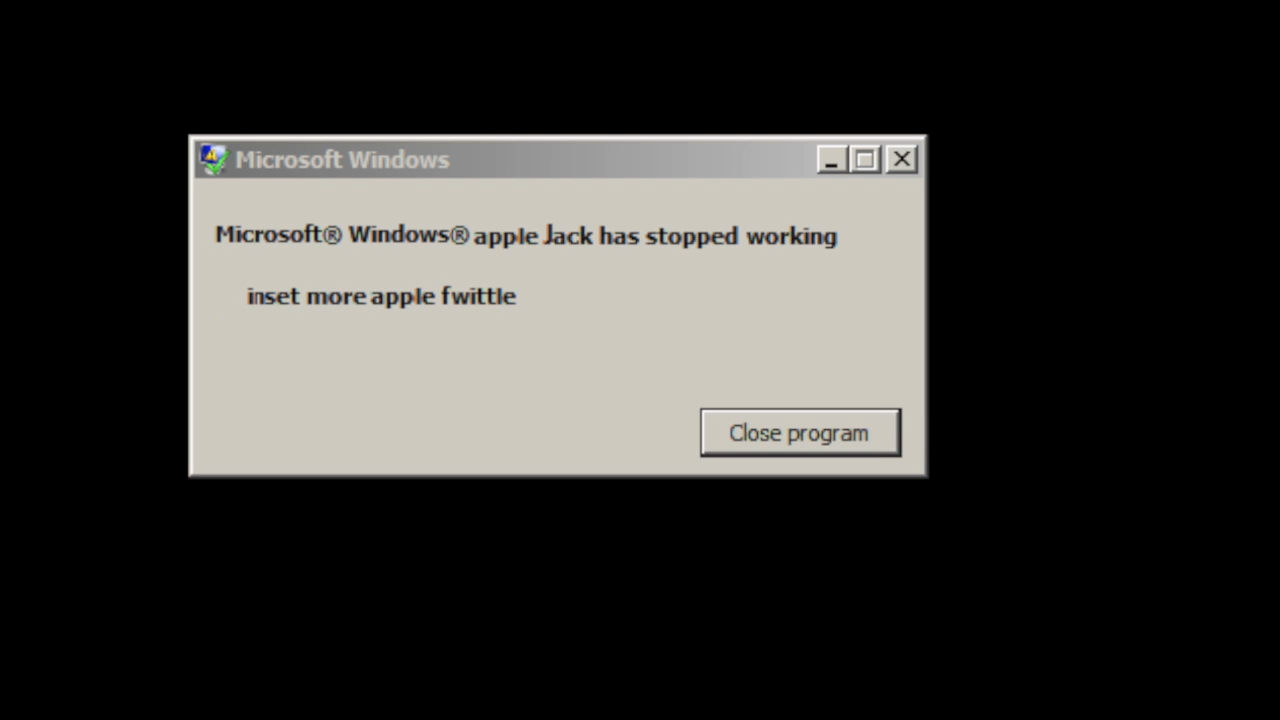 Microsoft Windows
Microsoft® Windows® apple Jack has stopped working
inset more apple fwittle
Close program